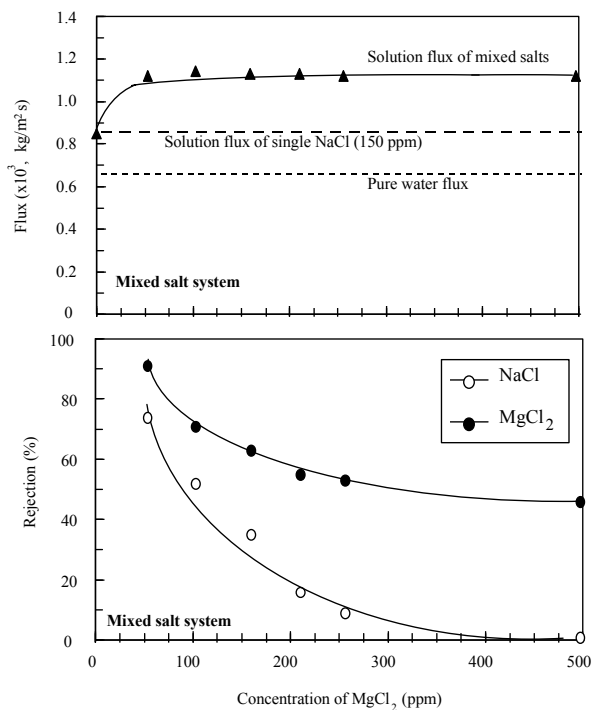 1.4
1.2
1.0
0.8
0.6
0.4
0.2
0
Flux (x10³, kg/m² s)
Solution flux of mixed salts
Solution flux of single NaCl (150 ppm)
Pure water flux
Mixed salt system
100
80
60
40
20
0
Rejection (%)
NaCl
MgCl₂
Mixed salt system
0 100 200 300 400 500
Concentration of MgCl₂ (ppm)